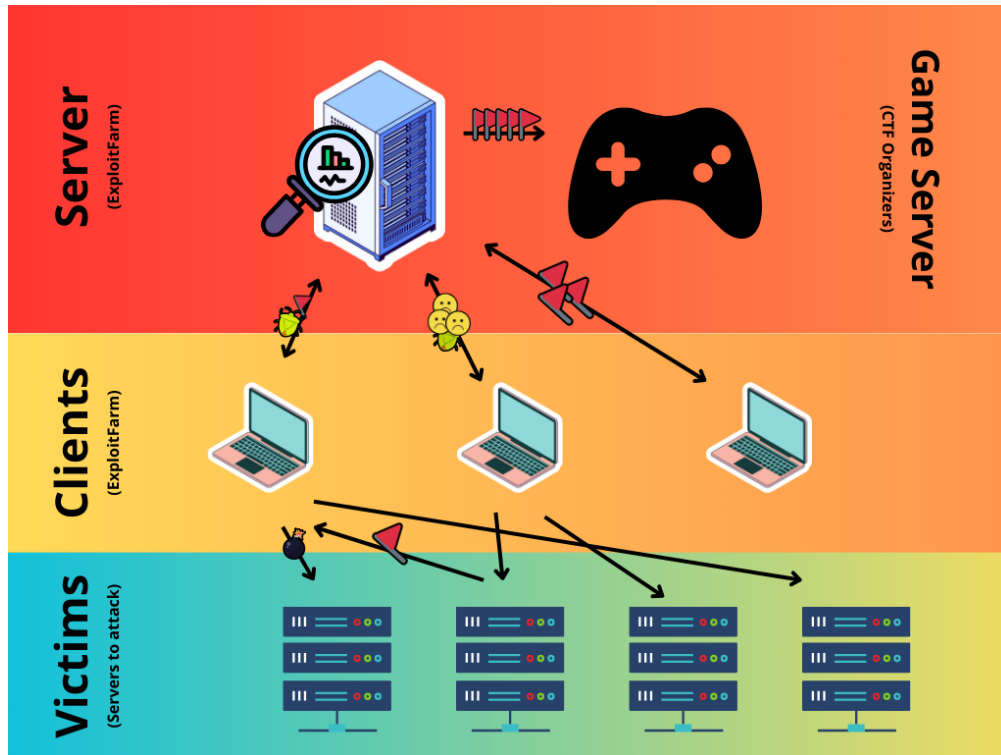 Server
(ExploitFarm)
Game Server
(CTF Organizers)
Clients
(ExploitFarm)
Victims
(Servers to attack)